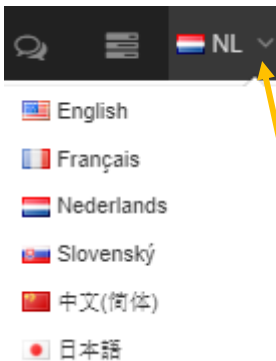 NL
English
Français
Nederlands
Slovenský
中文(简体)
日本語